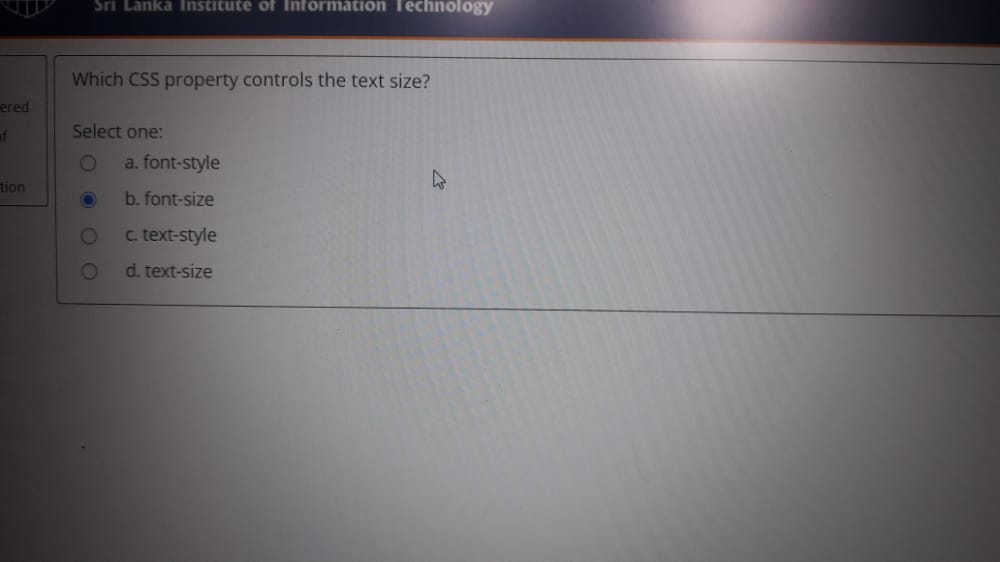 Sri Lanka Institute of Information Technology
Which CSS property controls the text size?
ered
of
tion
Select one:
a. font-style
b. font-size
c. text-style
d. text-size